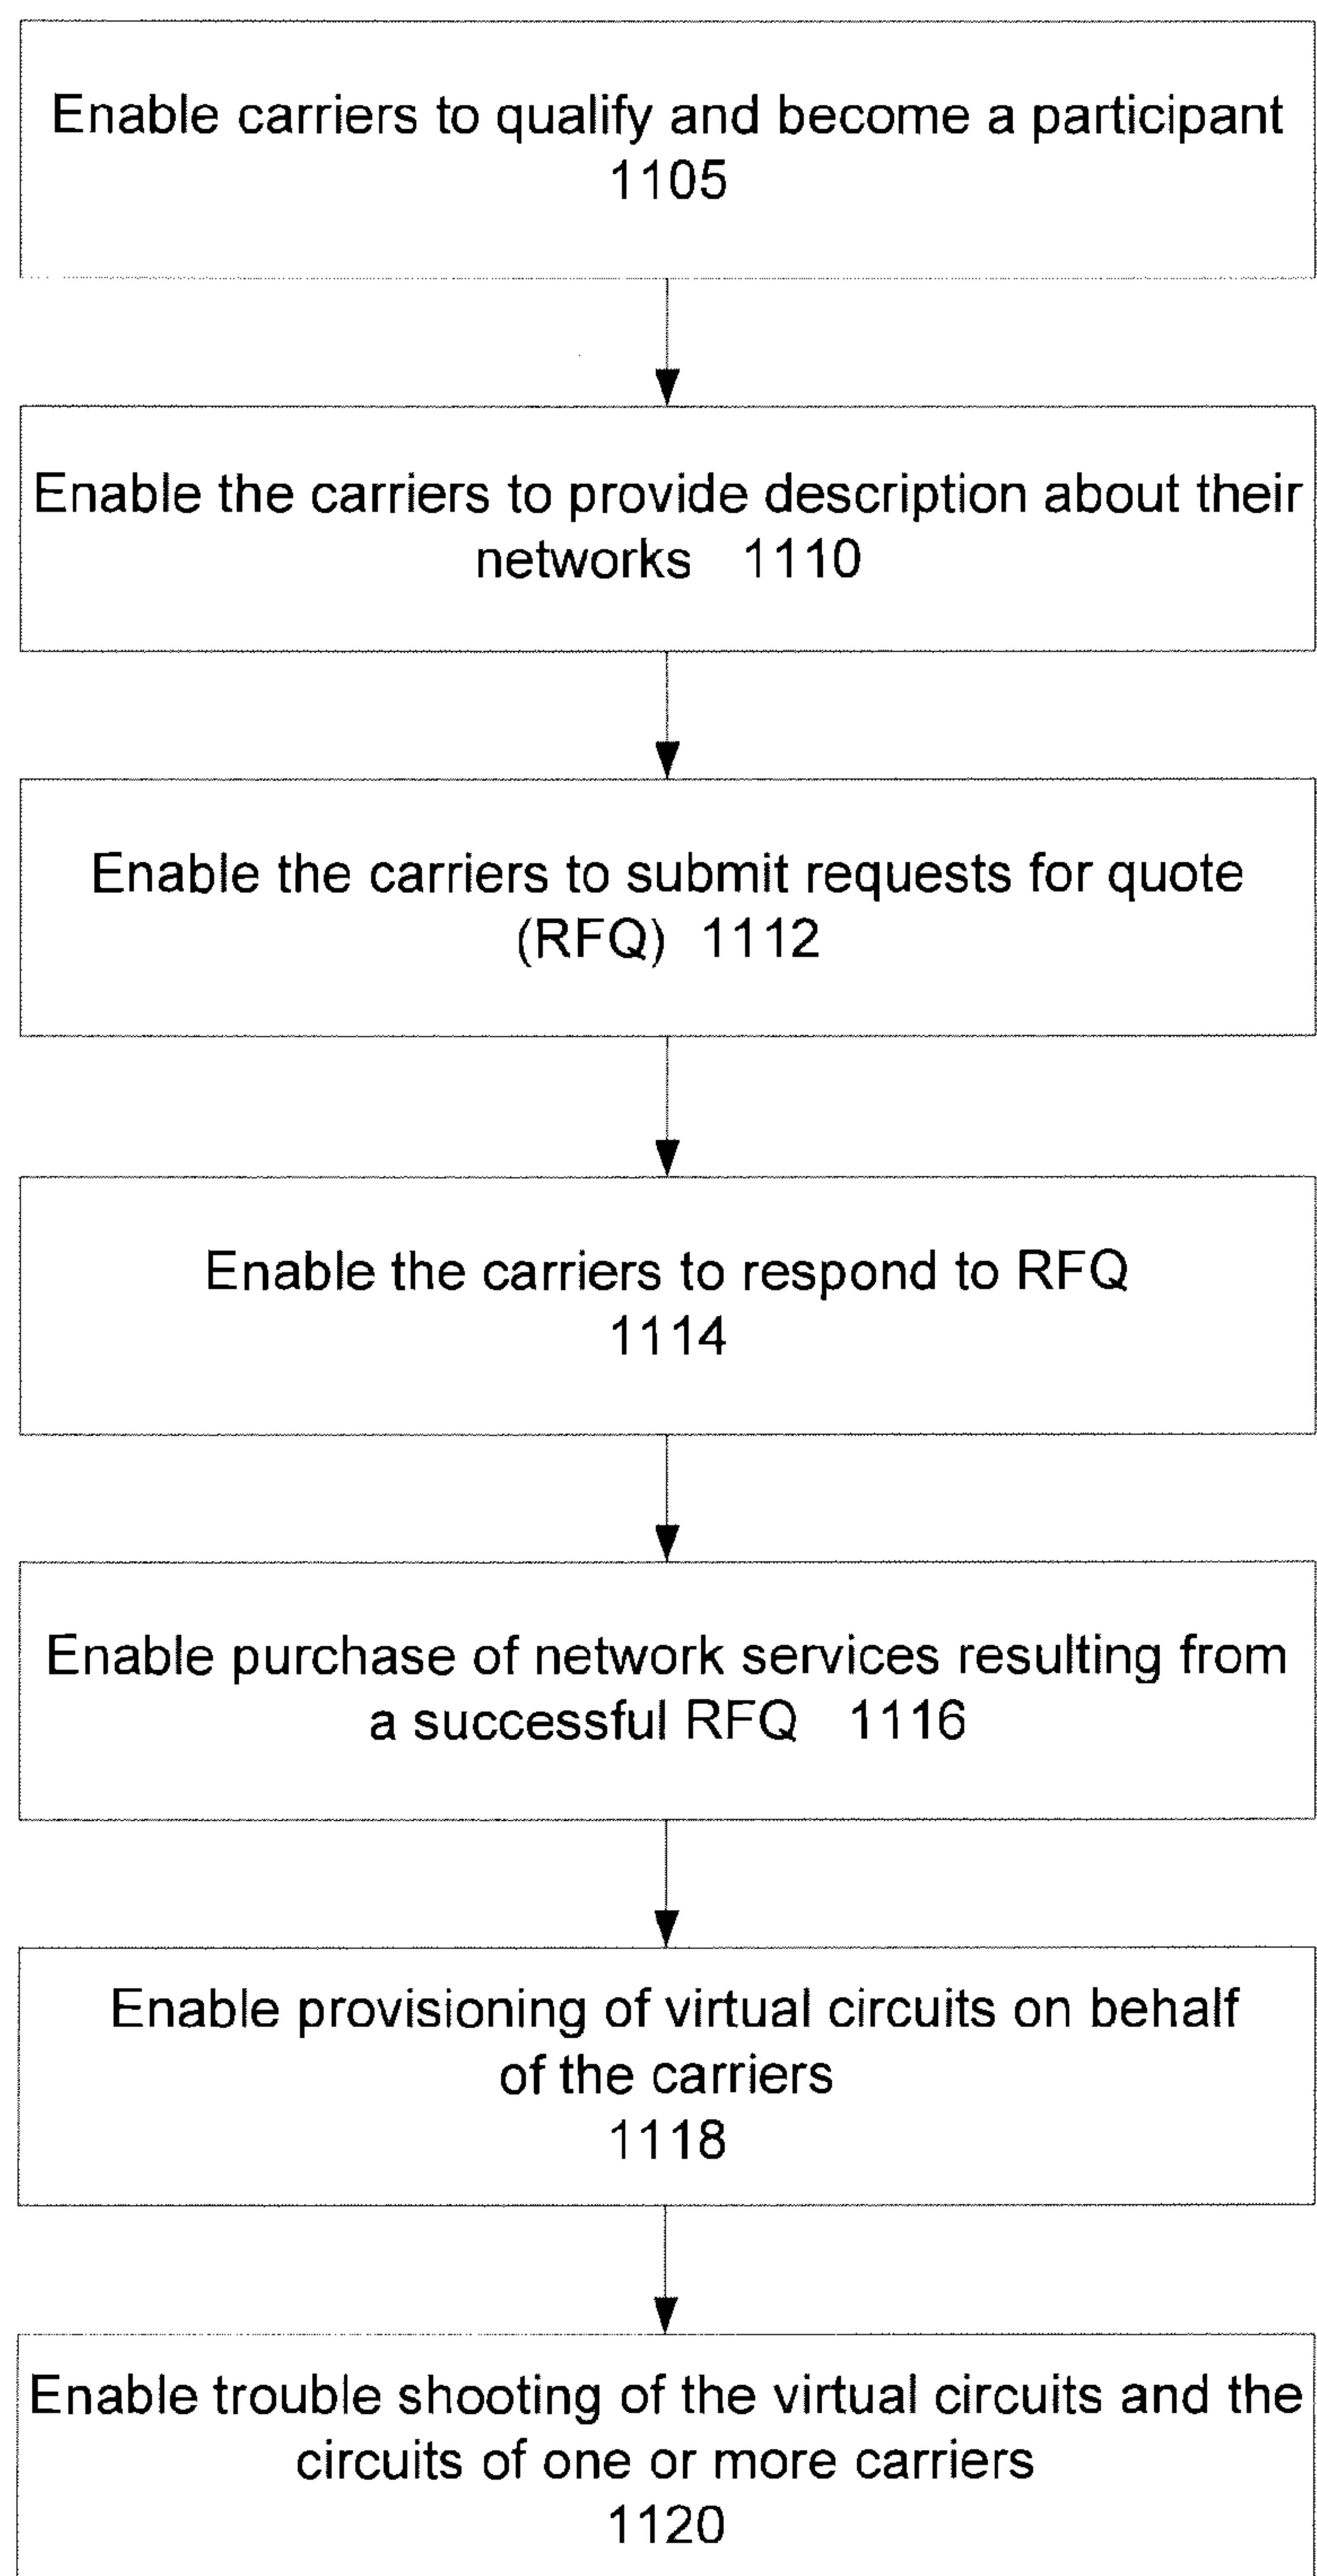 Enable carriers to qualify and become a participant
1105
Enable the carriers to provide description about their
networks 1110
Enable the carriers to submit requests for quote
(RFQ) 1112
Enable the carriers to respond to RFQ
1114
Enable purchase of network services resulting from
a successful RFQ 1116
Enable provisioning of virtual circuits on behalf
of the carriers
1118
Enable trouble shooting of the virtual circuits and the
circuits of one or more carriers
1120